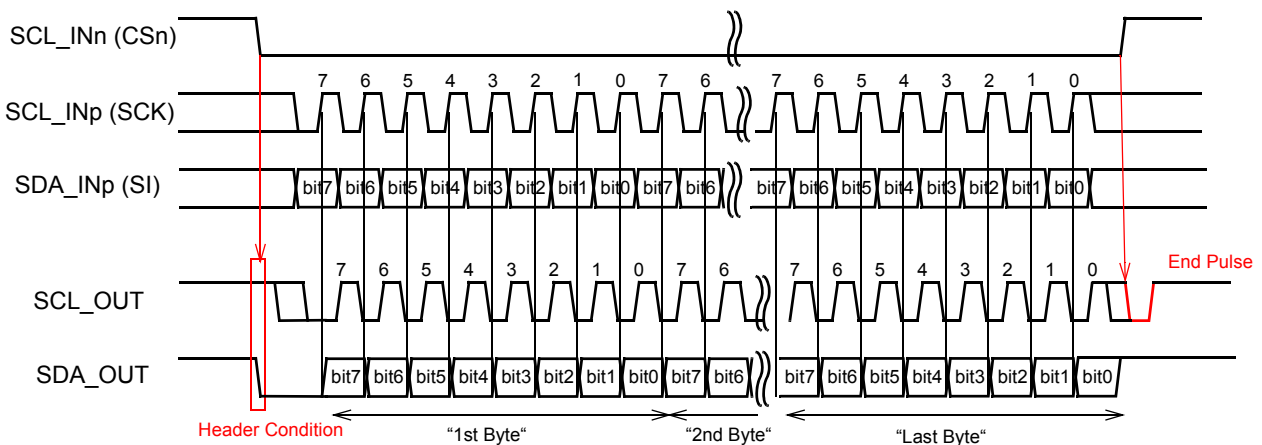 SCL_INn (CSn)
7 6 5 4 3 2 1 0 7 6 7 6 5 4 3 2 1 0
SCL_INp (SCK)
SDA_INp (SI) bit7 bit6 bit5 bit4 bit3 bit2 bit1 bit0 bit7 bit6 bit7 bit6 bit5 bit4 bit3 bit2 bit1 bit0
End Pulse
7 6 5 4 3 2 1 0 7 6 7 6 5 4 3 2 1 0
SCL_OUT
SDA_OUT bit7 bit6 bit5 bit4 bit3 bit2 bit1 bit0 bit7 bit6 bit7 bit6 bit5 bit4 bit3 bit2 bit1 bit0
Header Condition “1st Byte“ “2nd Byte“ “Last Byte“